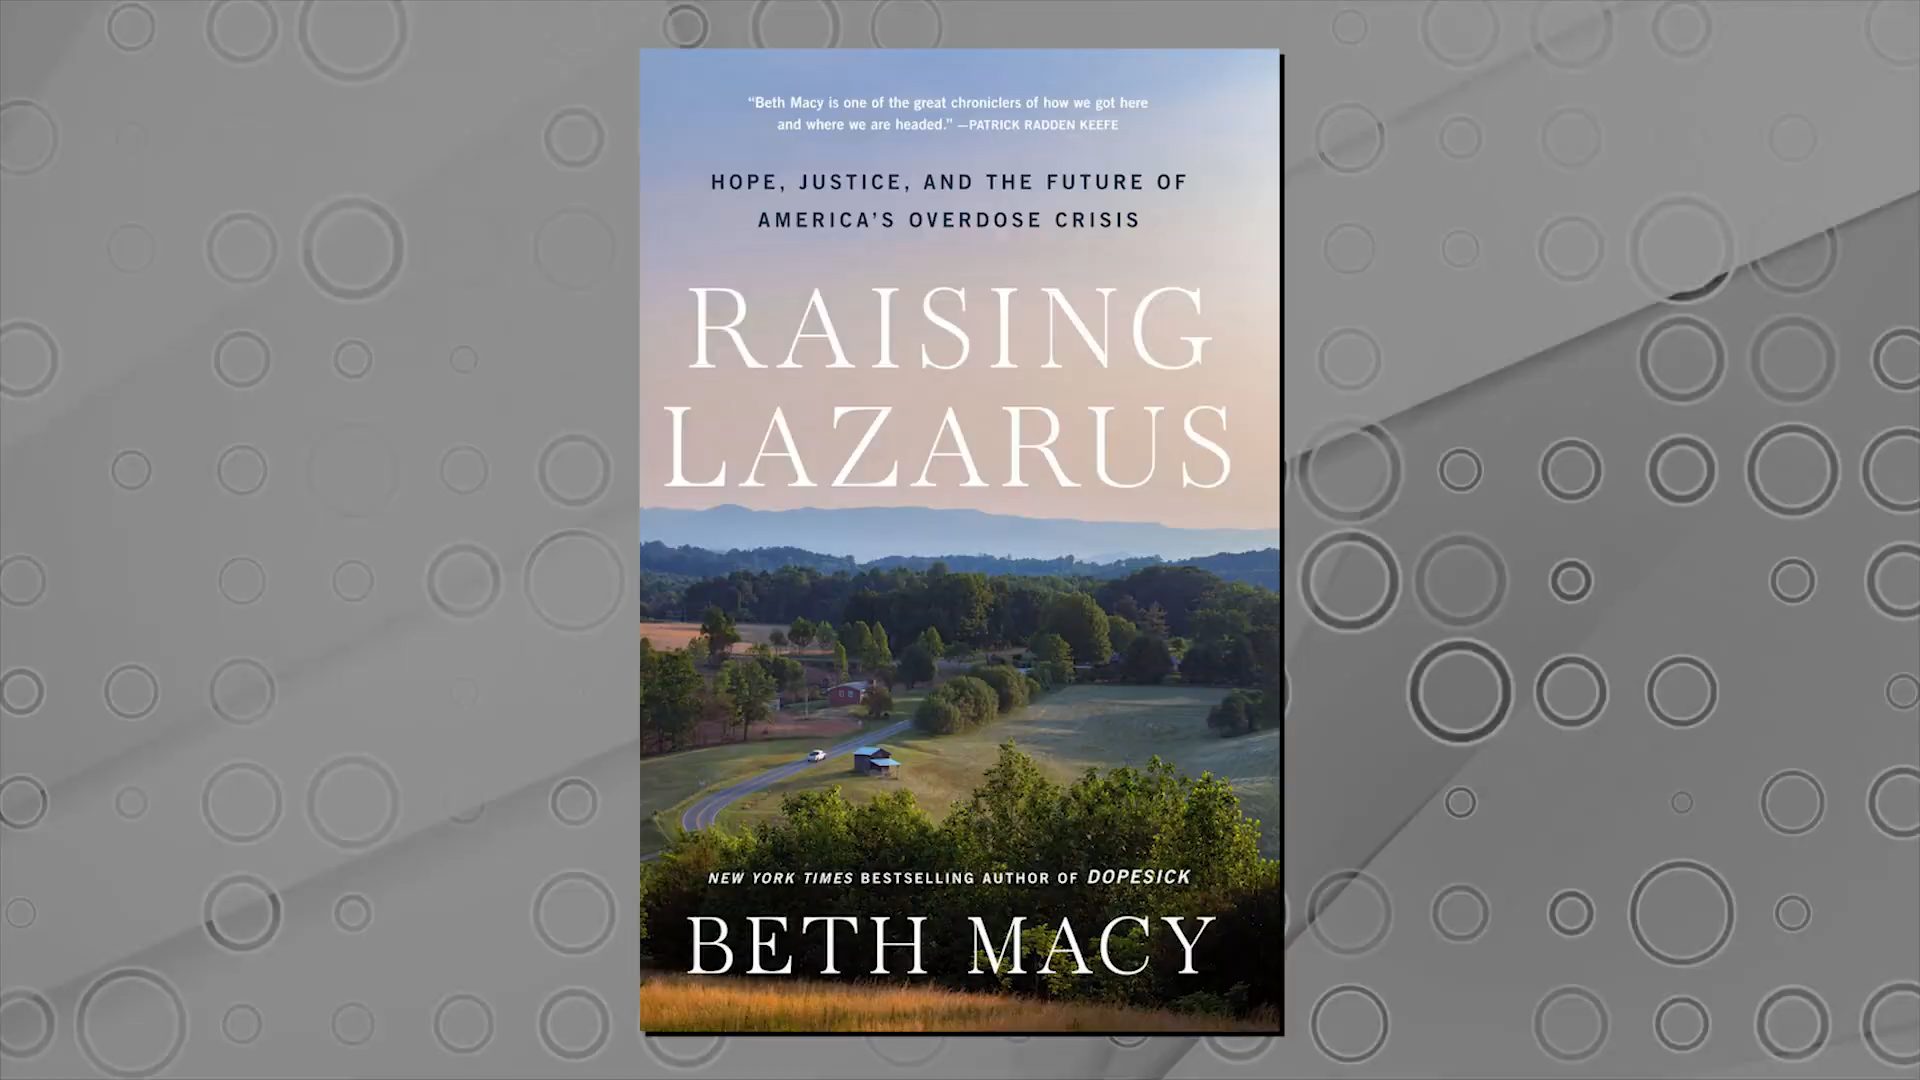 “Beth Macy is one of the great chroniclers of how we got here
and where we are headed.” —PATRICK RADDEN KEEFE
HOPE, JUSTICE, AND THE FUTURE OF
AMERICA’S OVERDOSE CRISIS
RAISING
LAZARUS
NEW YORK TIMES BESTSELLING AUTHOR OF DOPESICK
BETH MACY